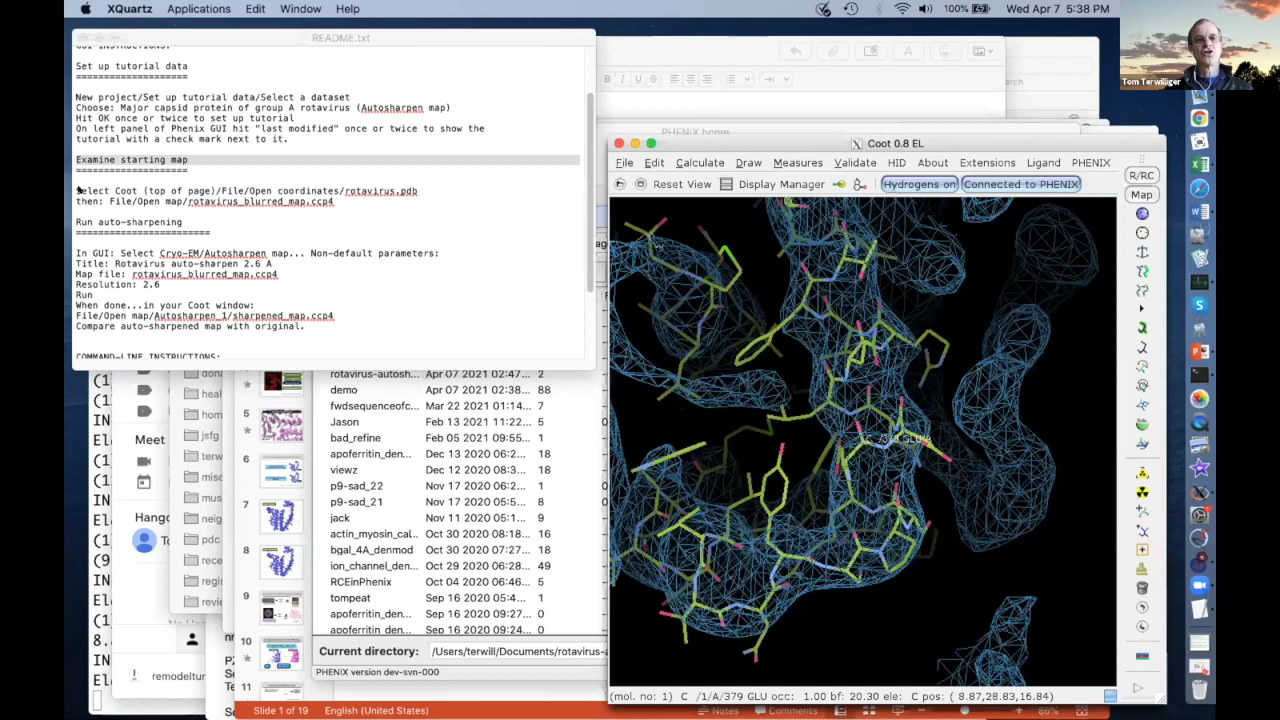 XQuartz Applications Edit Window Help 100% Wed Apr 7 5:38 PM
Tom Terwilliger
README.txt
GUI INSTRUCTIONS:
Set up tutorial data
====================
New project/Set up tutorial data/Select a dataset
Choose: Major capsid protein of group A rotavirus (Autosharpen map)
Hit OK once or twice to set up tutorial
On left panel of Phenix GUI hit "last modified" once or twice to show the
tutorial with a check mark next to it.
Examine starting map
====================
Select Coot (top of page)/File/Open coordinates/rotavirus.pdb
then: File/Open map/rotavirus_blurred_map.ccp4
Run auto-sharpening
========================
In GUI: Select Cryo-EM/Autosharpen map... Non-default parameters:
Title: Rotavirus auto-sharpen 2.6 A
Map file: rotavirus_blurred_map.ccp4
Resolution: 2.6
Run
When done...in your Coot window:
File/Open map/Autosharpen_1/sharpened_map.ccp4
Compare auto-sharpened map with original.
COMMAND-LINE INSTRUCTIONS:
PHENIX home
Coot 0.8 EL
File Edit Calculate Draw Measures Validate HID About Extensions Ligand PHENIX
Reset View Display Manager Hydrogens on Connected to PHENIX
R/RC
Map
/379 GLU/A
(mol. no: 1) C /1/A/379 GLU occ: 1.00 bf: 20.30 ele: C pos: ( 8.87,28.83,16.84)
rotavirus-autosh... Apr 07 2021 02:47... 2
demo Apr 07 2021 02:38... 88
fwdsequenceofc... Mar 22 2021 01:14... 7
Jason Feb 13 2021 11:22... 5
bad_refine Feb 05 2021 09:55... 1
apoferritin_den... Dec 13 2020 06:2... 18
viewz Dec 12 2020 08:3... 18
p9-sad_22 Nov 17 2020 06:2... 1
p9-sad_21 Nov 17 2020 05:5... 8
jack Nov 11 2020 05:1... 9
actin_myosin_cal... Oct 30 2020 08:18... 16
bgal_4A_denmod Oct 30 2020 07:27... 18
ion_channel_den... Oct 29 2020 06:28... 49
RCEinPhenix Oct 04 2020 06:46... 5
tompeat Sep 16 2020 05:4... 1
apoferritin_den... Sep 16 2020 09:27... 0
apoferritin_den... Sep 16 2020 09:24... 0
Current directory: /Users/terwill/Documents/rotavirus-a
PHENIX version dev-svn-000
Meet
Hango
remodeltur
5
6
7
8
9
10
11
Slide 1 of 19 English (United States) Notes Comments 86%